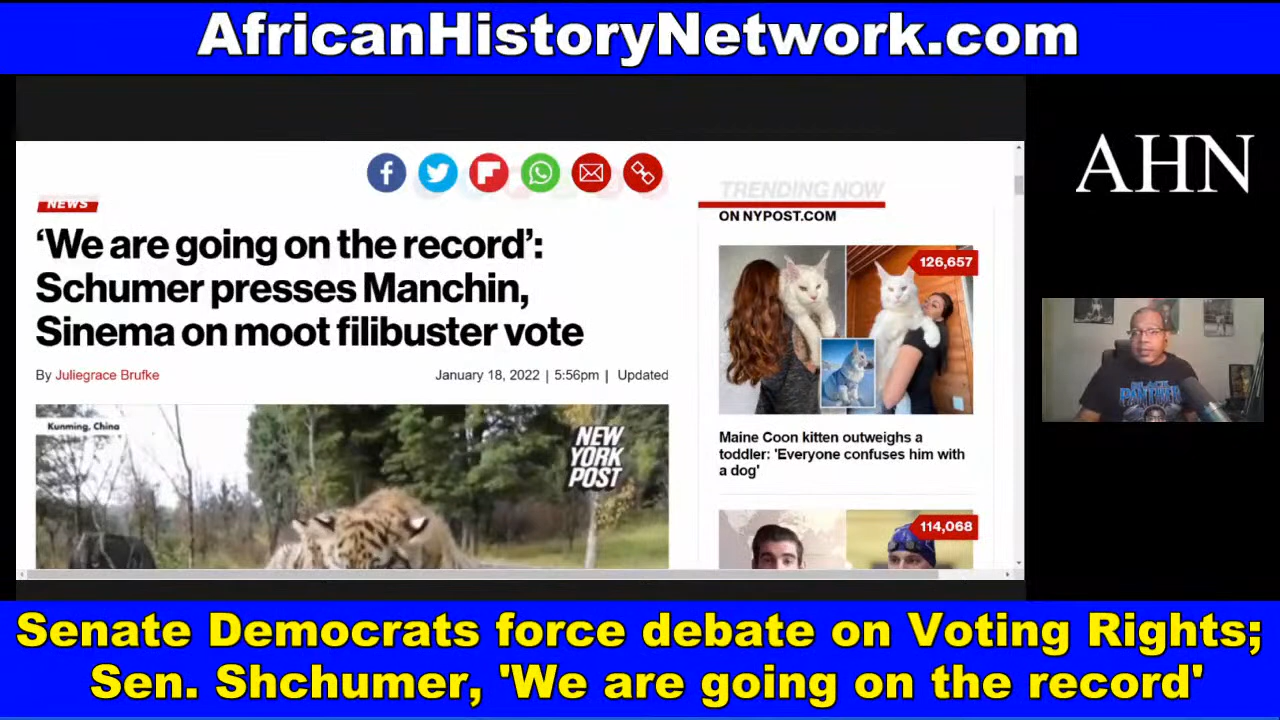 AfricanHistoryNetwork.com
AHN
TRENDING NOW
NEWS
ON NYPOST.COM
‘We are going on the record’:
Schumer presses Manchin,
Sinema on moot filibuster vote
126,657
By Juliegrace Brufke
January 18, 2022 | 5:56pm | Updated
Kunming, China
NEW
YORK
POST
Maine Coon kitten outweighs a
toddler: 'Everyone confuses him with
a dog'
114,068
BLACK
PANTHER
Senate Democrats force debate on Voting Rights;
Sen. Shchumer, 'We are going on the record'